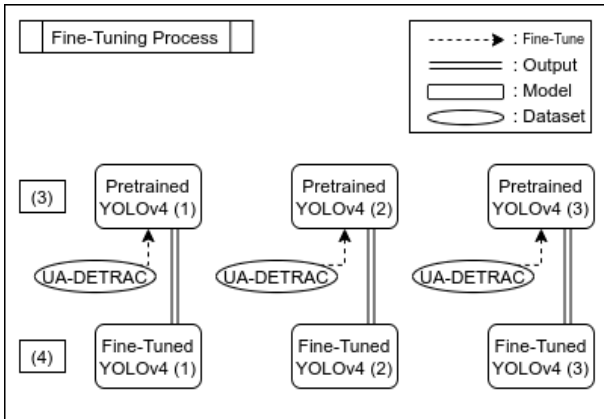 Fine-Tuning Process
: Fine-Tune
: Output
: Model
: Dataset
(3)
Pretrained
YOLOv4 (1)
Pretrained
YOLOv4 (2)
Pretrained
YOLOv4 (3)
UA-DETRAC
UA-DETRAC
UA-DETRAC
(4)
Fine-Tuned
YOLOv4 (1)
Fine-Tuned
YOLOv4 (2)
Fine-Tuned
YOLOv4 (3)